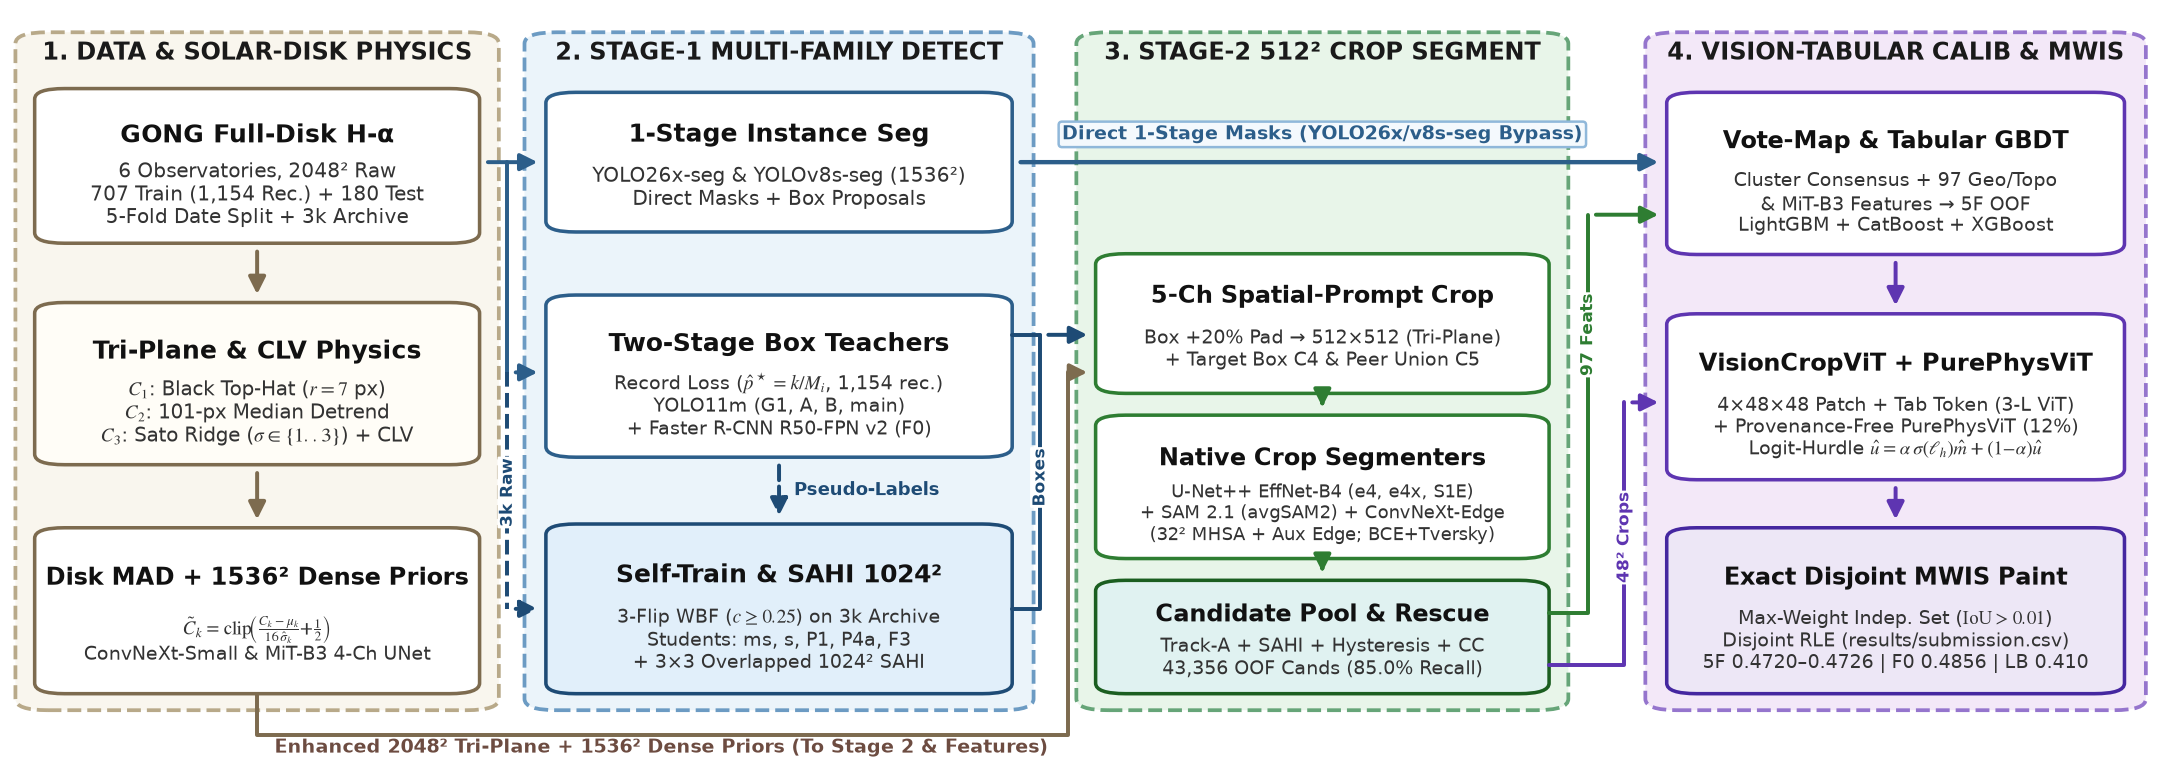 1. DATA & SOLAR-DISK PHYSICS
GONG Full-Disk H-α
6 Observatories, 2048² Raw
707 Train (1,154 Rec.) + 180 Test
5-Fold Date Split + 3k Archive
Tri-Plane & CLV Physics
C₁: Black Top-Hat (r = 7 px)
C₂: 101-px Median Detrend
C₃: Sato Ridge (σ ∈ {1. . 3}) + CLV
Disk MAD + 1536² Dense Priors
C̃ₖ = clip(Cₖ − μₖ / 16 σ̂ₖ + 1/2)
ConvNeXt-Small & MiT-B3 4-Ch UNet
Enhanced 2048² Tri-Plane + 1536² Dense Priors (To Stage 2 & Features)
3k Raw
2. STAGE-1 MULTI-FAMILY DETECT
1-Stage Instance Seg
YOLO26x-seg & YOLOv8s-seg (1536²)
Direct Masks + Box Proposals
Two-Stage Box Teachers
Record Loss (p̂⋆ = k/Mᵢ, 1,154 rec.)
YOLO11m (G1, A, B, main)
+ Faster R-CNN R50-FPN v2 (F0)
Pseudo-Labels
Self-Train & SAHI 1024²
3-Flip WBF (c ≥ 0.25) on 3k Archive
Students: ms, s, P1, P4a, F3
+ 3×3 Overlapped 1024² SAHI
Boxes
3. STAGE-2 512² CROP SEGMENT
Direct 1-Stage Masks (YOLO26x/v8s-seg Bypass)
5-Ch Spatial-Prompt Crop
Box +20% Pad → 512×512 (Tri-Plane)
+ Target Box C4 & Peer Union C5
Native Crop Segmenters
U-Net++ EffNet-B4 (e4, e4x, S1E)
+ SAM 2.1 (avgSAM2) + ConvNeXt-Edge
(32² MHSA + Aux Edge; BCE+Tversky)
Candidate Pool & Rescue
Track-A + SAHI + Hysteresis + CC
43,356 OOF Cands (85.0% Recall)
97 Feats
48² Crops
4. VISION-TABULAR CALIB & MWIS
Vote-Map & Tabular GBDT
Cluster Consensus + 97 Geo/Topo
& MiT-B3 Features → 5F OOF
LightGBM + CatBoost + XGBoost
VisionCropViT + PurePhysViT
4×48×48 Patch + Tab Token (3-L ViT)
+ Provenance-Free PurePhysViT (12%)
Logit-Hurdle û = α σ(ℓₕ)m̂ + (1−α)û
Exact Disjoint MWIS Paint
Max-Weight Indep. Set (IoU > 0.01)
Disjoint RLE (results/submission.csv)
5F 0.4720–0.4726 | F0 0.4856 | LB 0.410